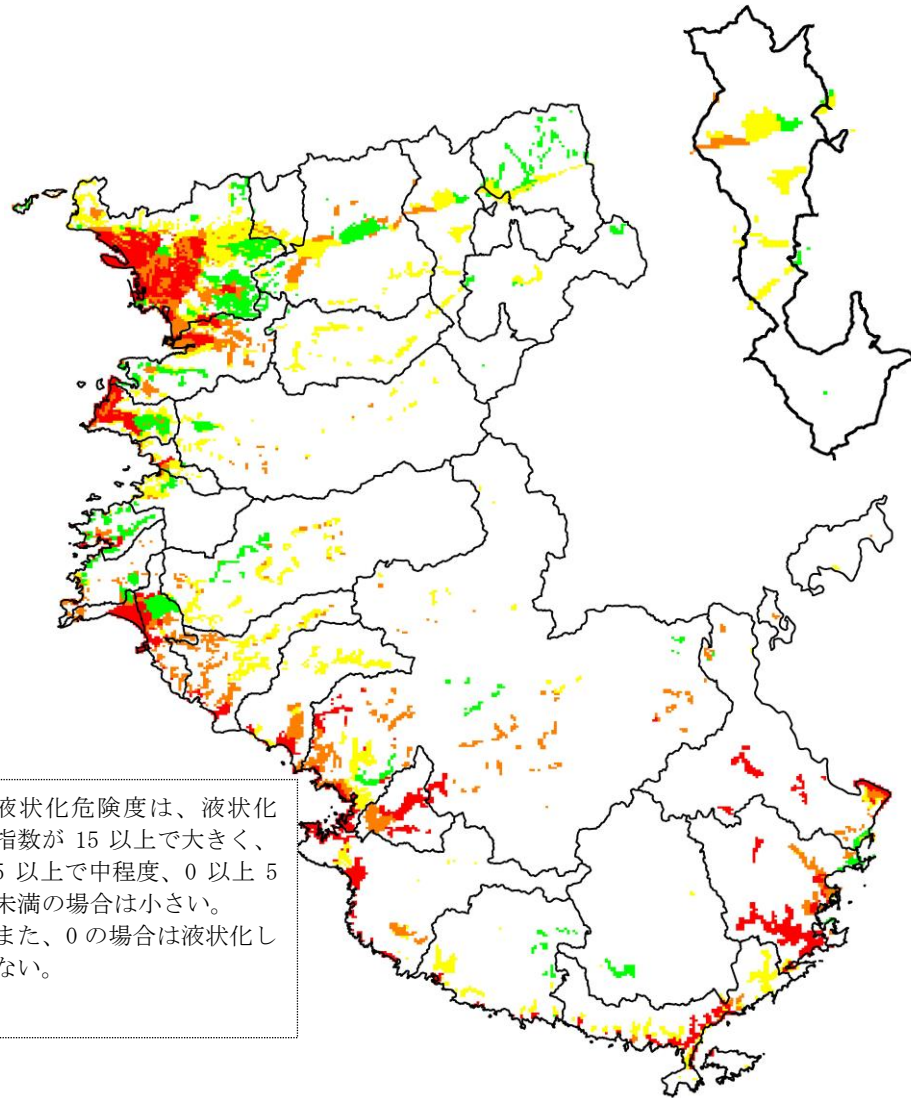 液状化危険度は、液状化
指数が 15 以上で大きく、
5 以上で中程度、0 以上 5
未満の場合は小さい。
また、0 の場合は液状化し
ない。